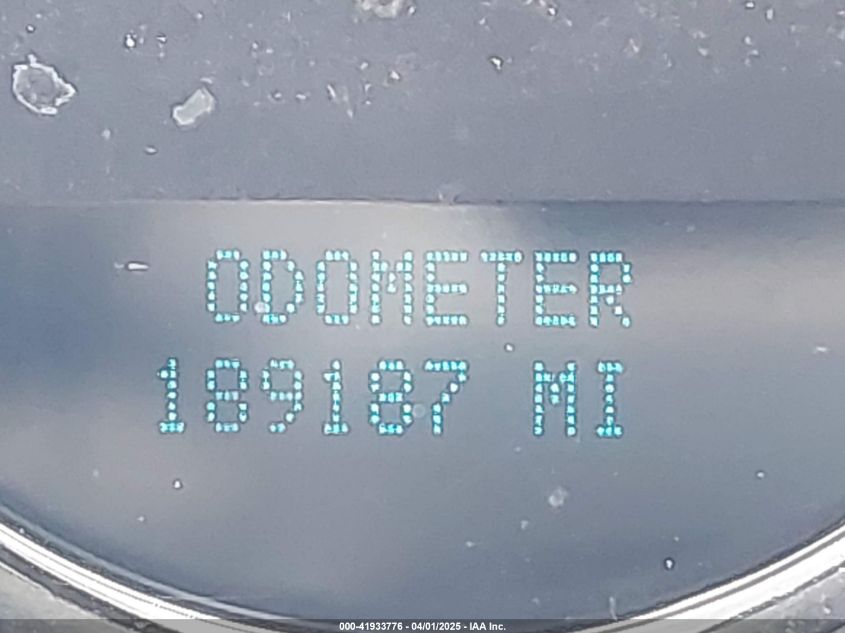 ODOMETER
189187 MI
000-41933776 - 04/01/2025 - IAA Inc.